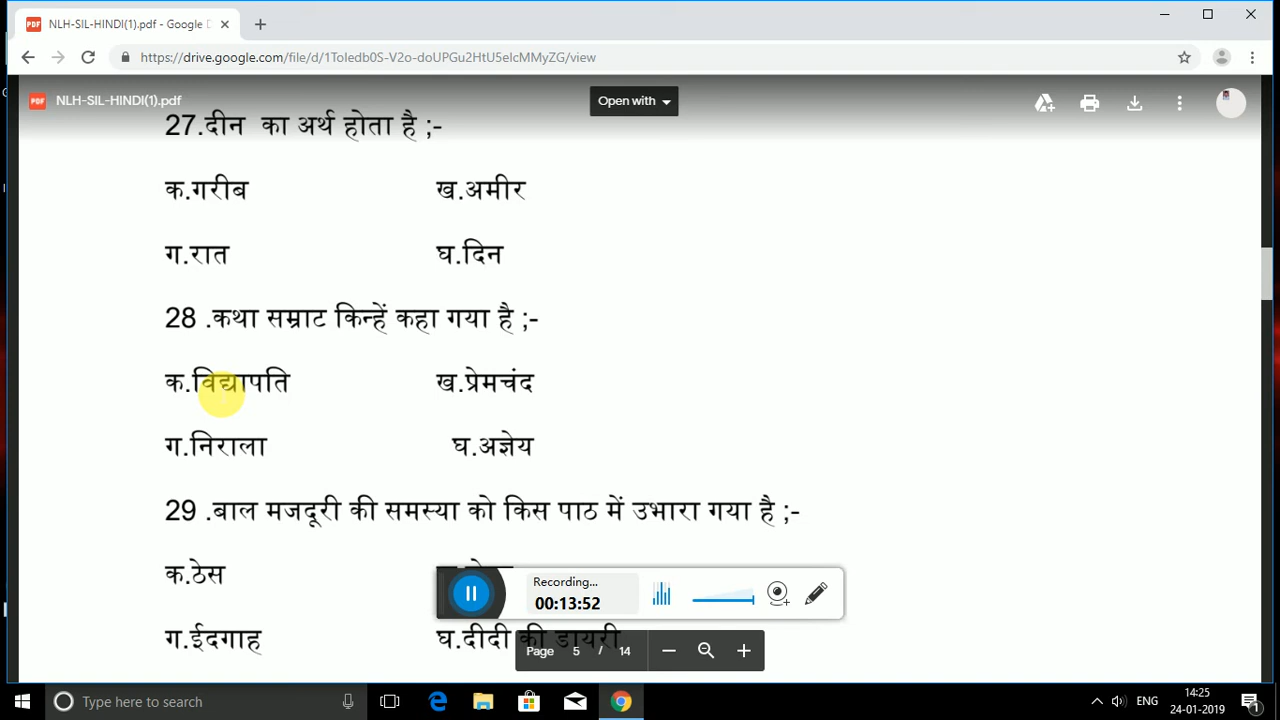 NLH-SIL-HINDI(1).pdf - Google D
https://drive.google.com/file/d/1ToIedb0S-V2o-doUPGu2HtU5elcMMyZG/view
NLH-SIL-HINDI(1).pdf
Open with
27.दीन का अर्थ होता है ;-
क.गरीब ख.अमीर
ग.रात घ.दिन
28 .कथा सम्राट किन्हें कहा गया है ;-
क.विद्यापति ख.प्रेमचंद
ग.निराला घ.अज्ञेय
29 .बाल मजदूरी की समस्या को किस पाठ में उभारा गया है ;-
क.ठेस
Recording...
00:13:52
ग.ईदगाह घ.दीदी की डायरी
Page 5 / 14
Type here to search
ENG
14:25
24-01-2019